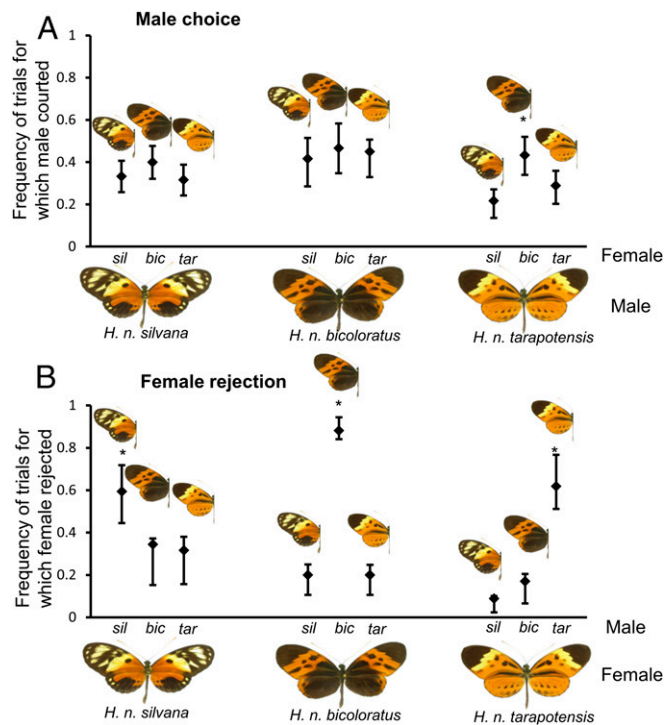 A
Male choice
Frequency of trials for
which male courted
1
0.8
0.6
0.4
0.2
0
*
sil bic tar
sil bic tar
sil bic tar
Female
Male
H. n. silvana
H. n. bicoloratus
H. n. tarapotensis
B
Female rejection
Frequency of trials for
which female rejected
1
0.8
0.6
0.4
0.2
0
*
*
*
sil bic tar
sil bic tar
sil bic tar
Male
Female
H. n. silvana
H. n. bicoloratus
H. n. tarapotensis